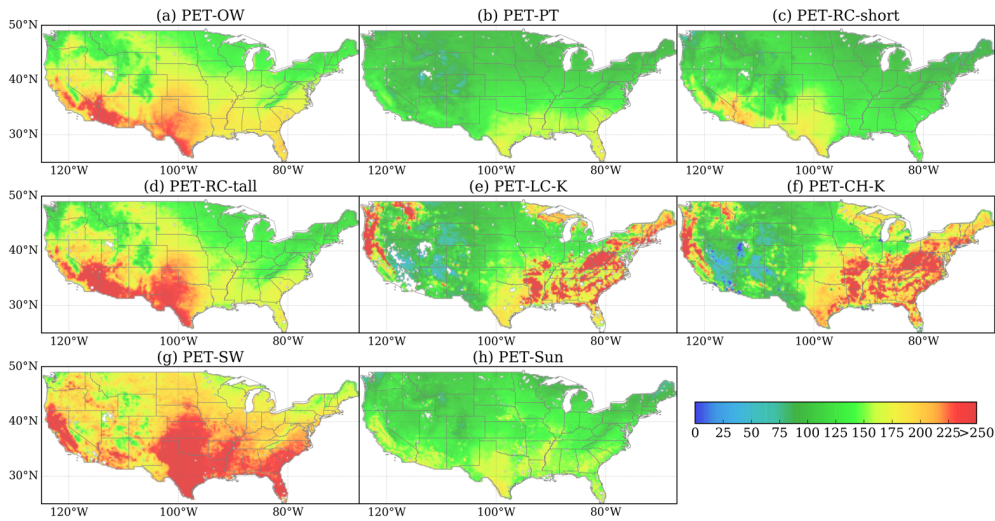 (a) PET-OW (b) PET-PT (c) PET-RC-short
50°N
40°N
30°N
120°W 100°W 80°W 100°W 80°W 120°W 100°W 80°W
(d) PET-RC-tall (e) PET-LC-K (f) PET-CH-K
50°N
40°N
30°N
120°W 100°W 80°W 120°W 100°W 80°W 120°W 100°W 80°W
(g) PET-SW (h) PET-Sun
50°N
40°N
30°N
0 25 50 75 100 125 150 175 200 225 >250
120°W 100°W 80°W 120°W 100°W 80°W